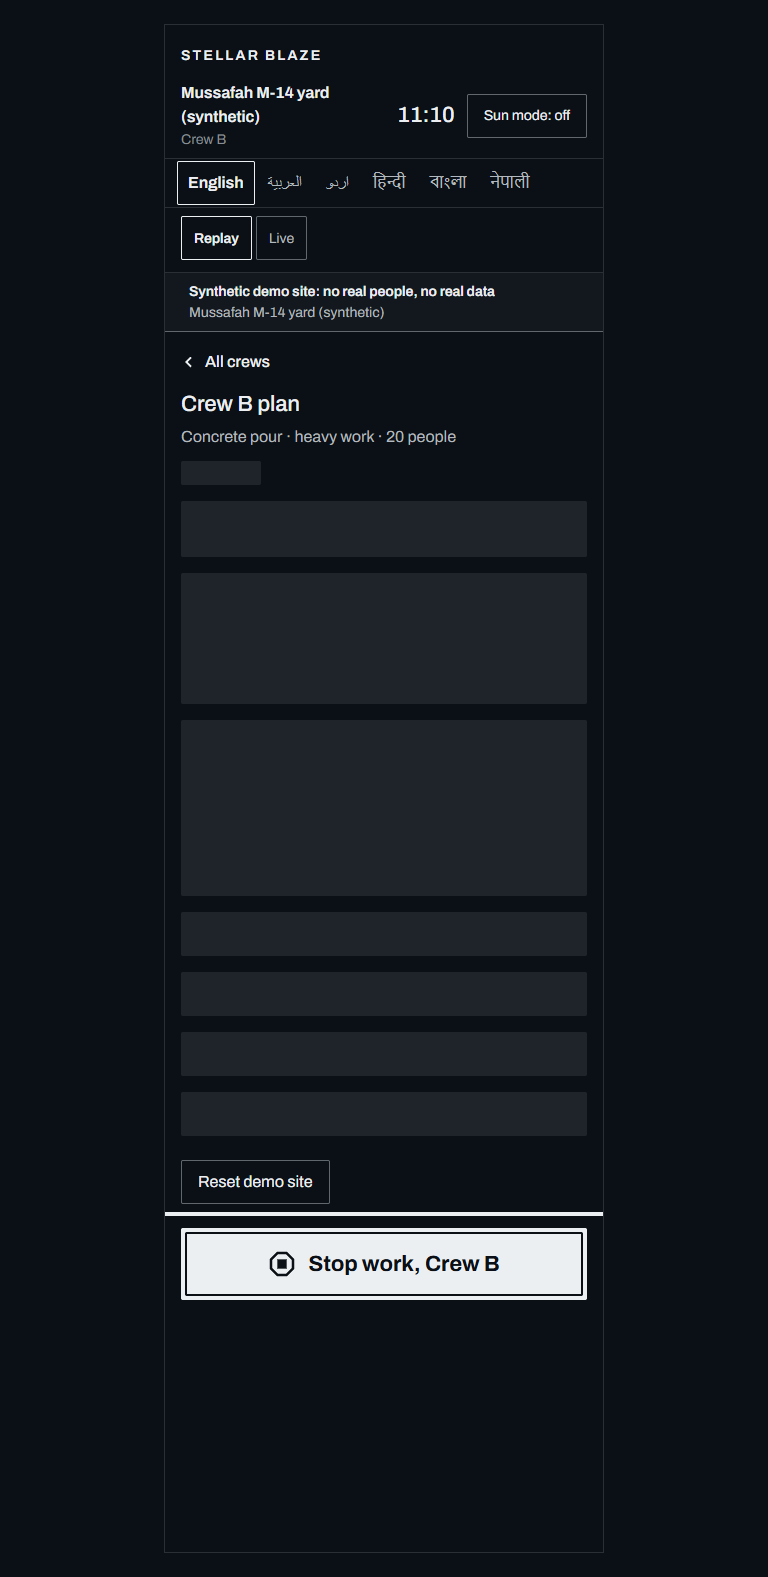 STELLAR BLAZE
Mussafah M-14 yard
(synthetic)
Crew B
11:10
Sun mode: off
English
العربية
اردو
हिन्दी
বাংলা
नेपाली
Replay
Live
Synthetic demo site: no real people, no real data
Mussafah M-14 yard (synthetic)
All crews
Crew B plan
Concrete pour · heavy work · 20 people
Reset demo site
Stop work, Crew B